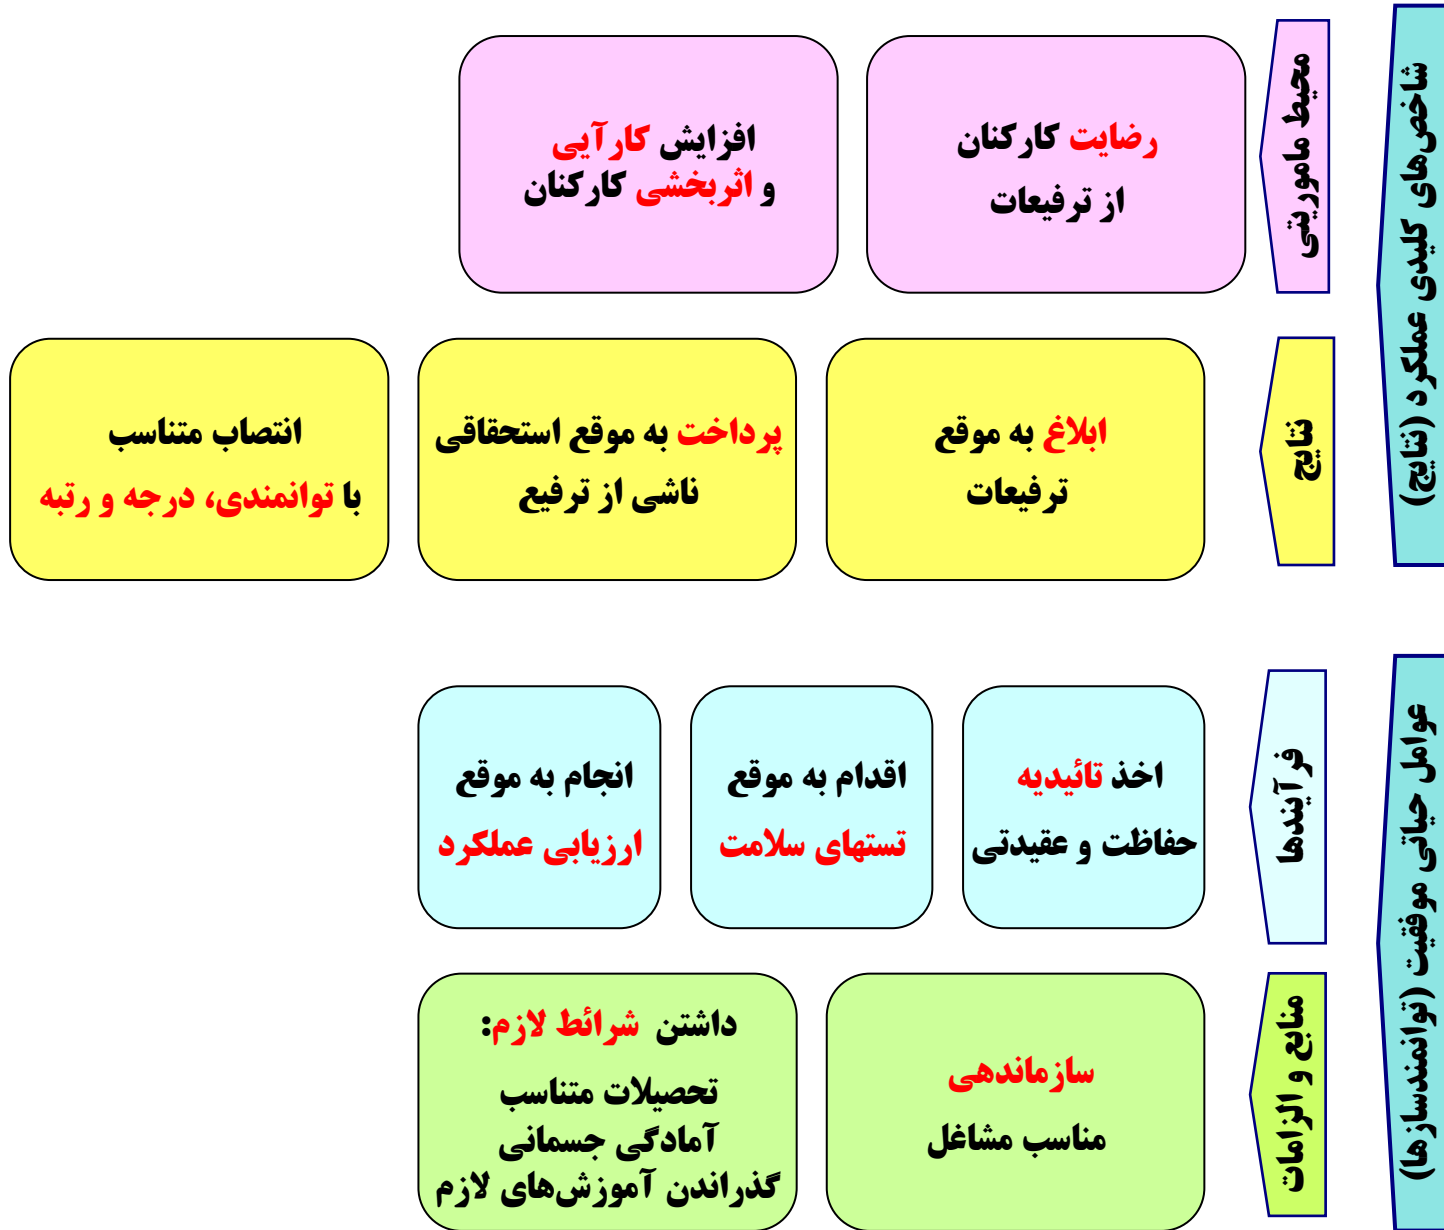 شاخص‌های کلیدی عملکرد (نتایج)
محیط ماموریتی
رضایت کارکنان
از ترفیعات
افزایش کارآیی
و اثربخشی کارکنان
نتایج
ابلاغ به موقع
ترفیعات
پرداخت به موقع استحقاقی
ناشی از ترفیع
انتصاب متناسب
با توانمندی، درجه و رتبه
عوامل حیاتی موفقیت (توانمندسازها)
فرآیندها
اخذ تائیدیه
حفاظت و عقیدتی
اقدام به موقع
تستهای سلامت
انجام به موقع
ارزیابی عملکرد
منابع و الزامات
سازماندهی
مناسب مشاغل
داشتن شرائط لازم:
تحصیلات متناسب
آمادگی جسمانی
گذراندن آموزش‌های لازم